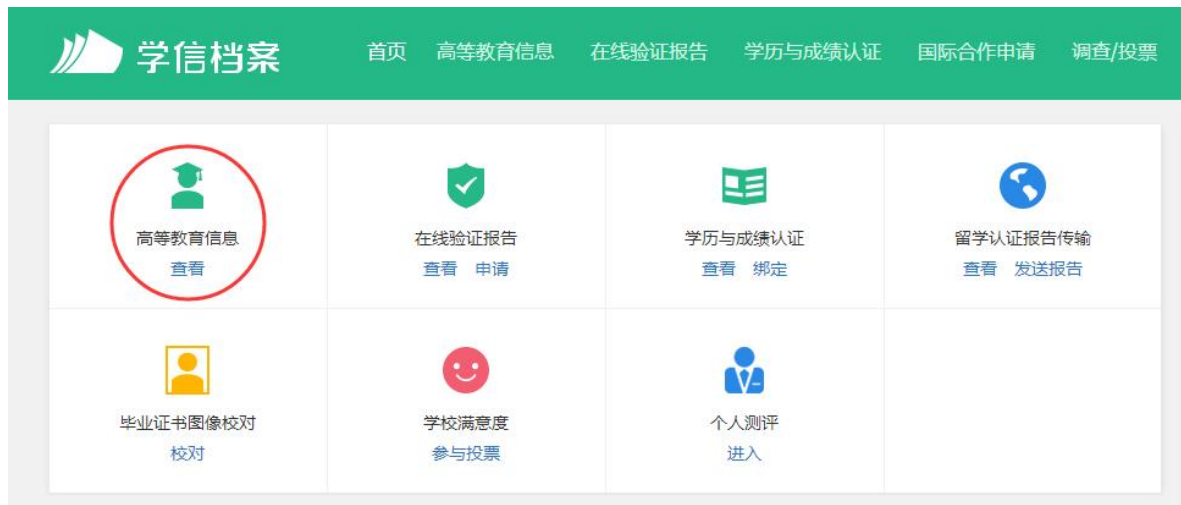 学信档案 首页 高等教育信息 在线验证报告 学历与成绩认证 国际合作申请 调查/投票
高等教育信息 在线验证报告 学历与成绩认证 留学认证报告传输
查看 查看 申请 查看 绑定 查看 发送报告
毕业证书图像校对 学校满意度 个人测评
校对 参与投票 进入